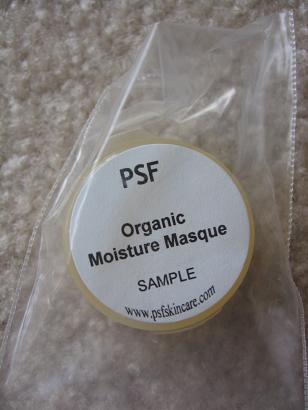 PSF
Organic
Moisture Masque
SAMPLE
www.psfskincare.com